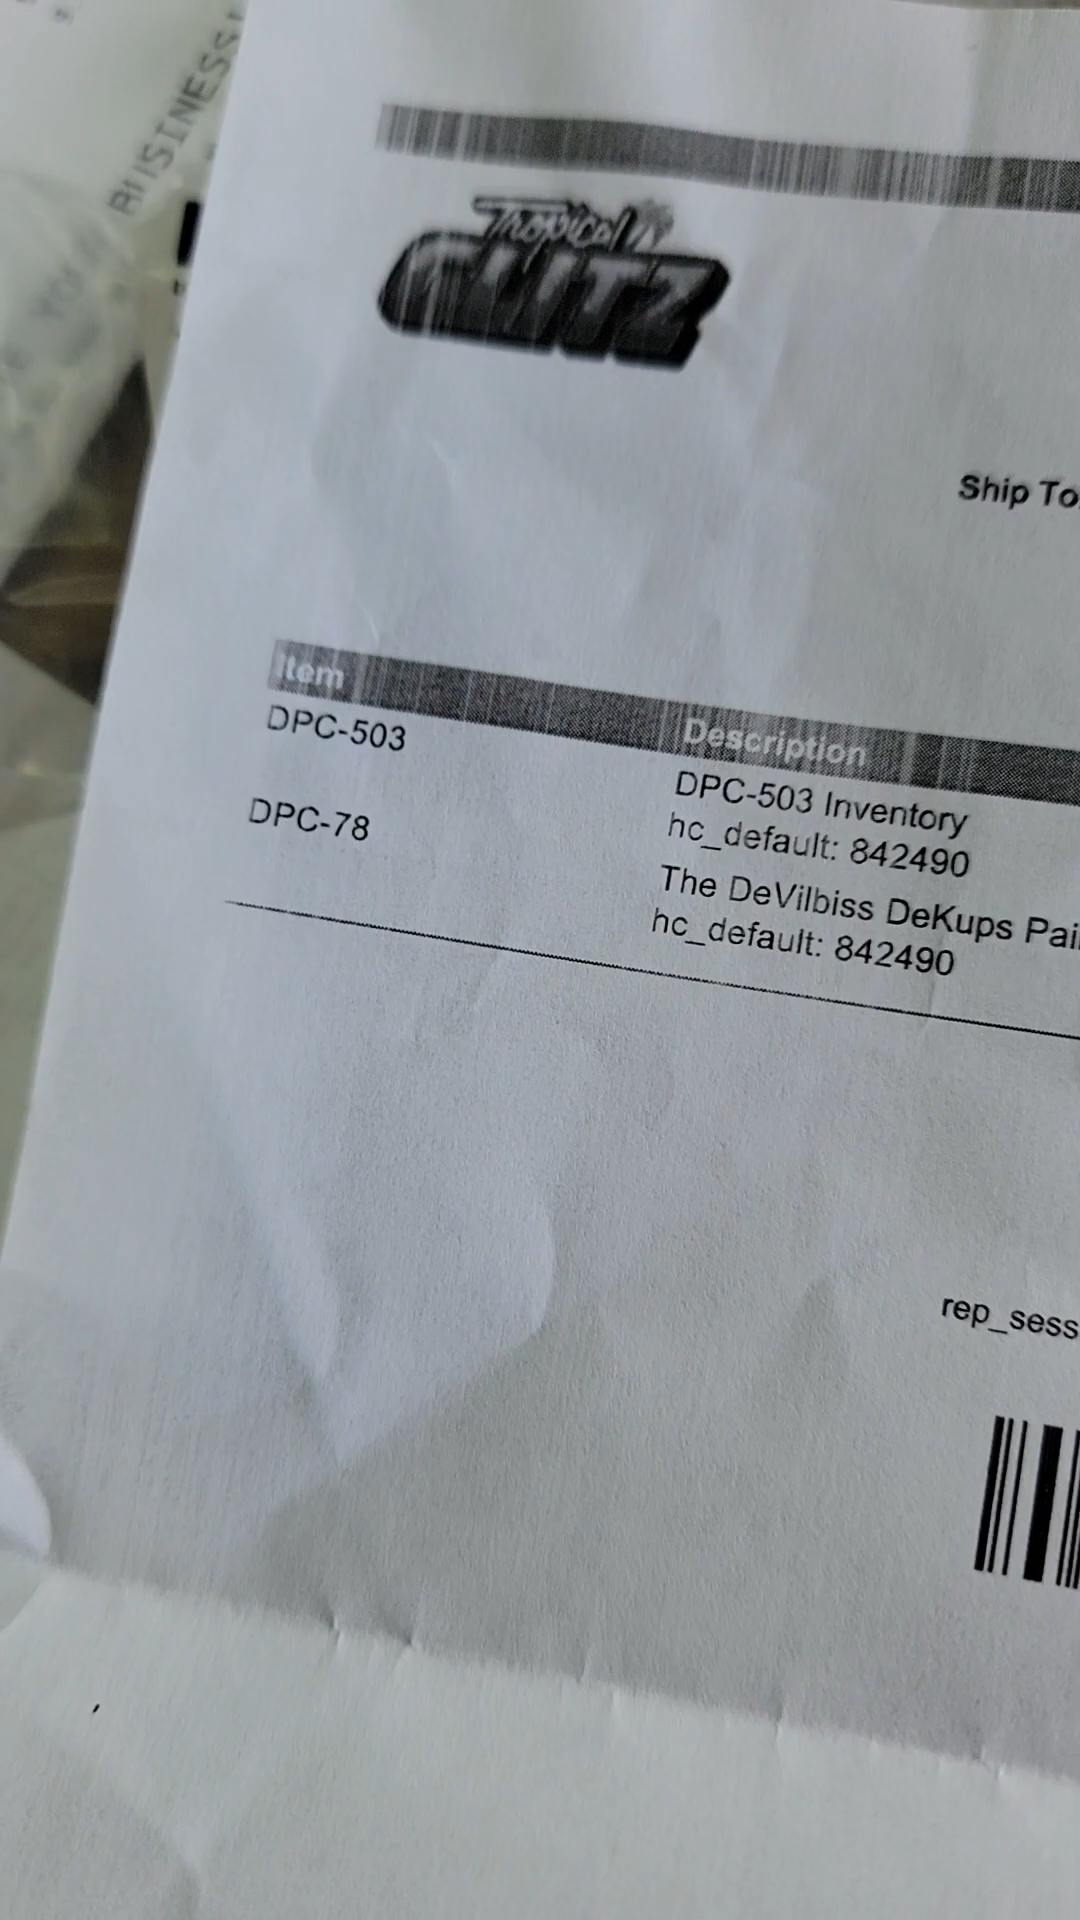 BUSINESS!
Tropical
GLITZ
Ship To
Item Description
DPC-503 DPC-503 Inventory
hc_default: 842490
DPC-78 The DeVilbiss DeKups Pai
hc_default: 842490
rep_sess